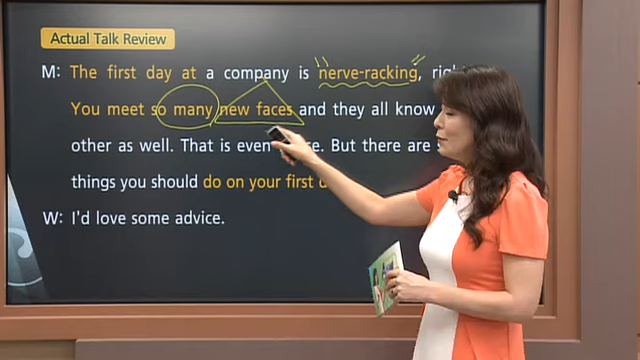 Actual Talk Review
M: The first day at a company is nerve-racking, righ
You meet so many new faces and they all know
other as well. That is even But there are
things you should do on your first d
W: I'd love some advice.